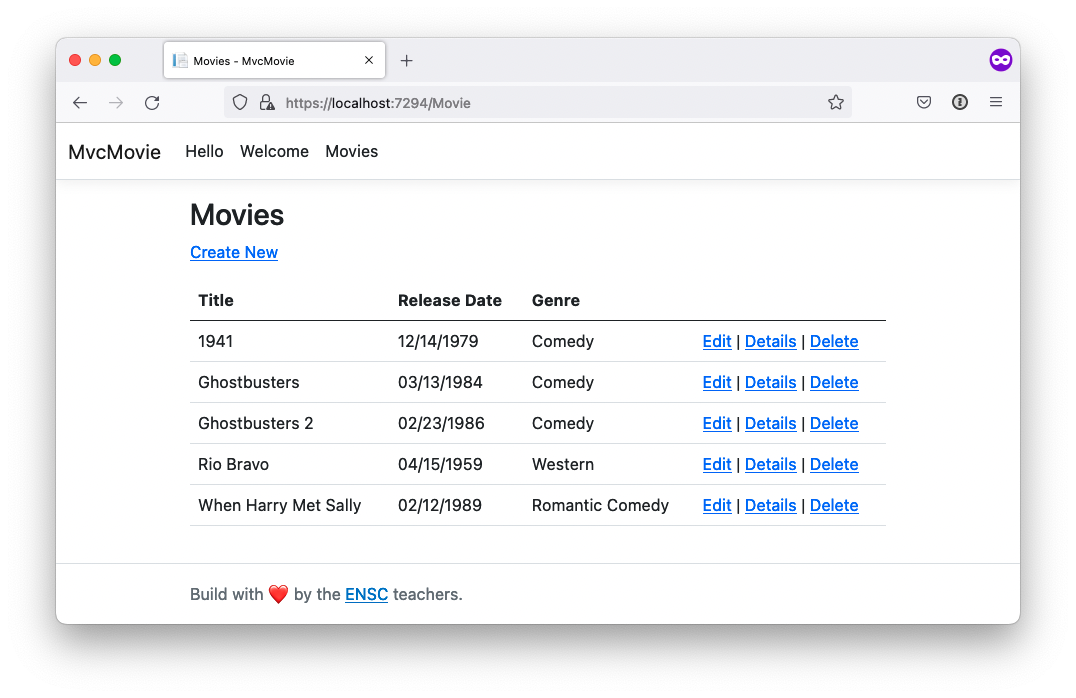 Movies - MvcMovie
https://localhost:7294/Movie
MvcMovie Hello Welcome Movies
Movies
Create New
Title Release Date Genre
1941 12/14/1979 Comedy Edit | Details | Delete
Ghostbusters 03/13/1984 Comedy Edit | Details | Delete
Ghostbusters 2 02/23/1986 Comedy Edit | Details | Delete
Rio Bravo 04/15/1959 Western Edit | Details | Delete
When Harry Met Sally 02/12/1989 Romantic Comedy Edit | Details | Delete
Build with ❤️ by the ENSC teachers.